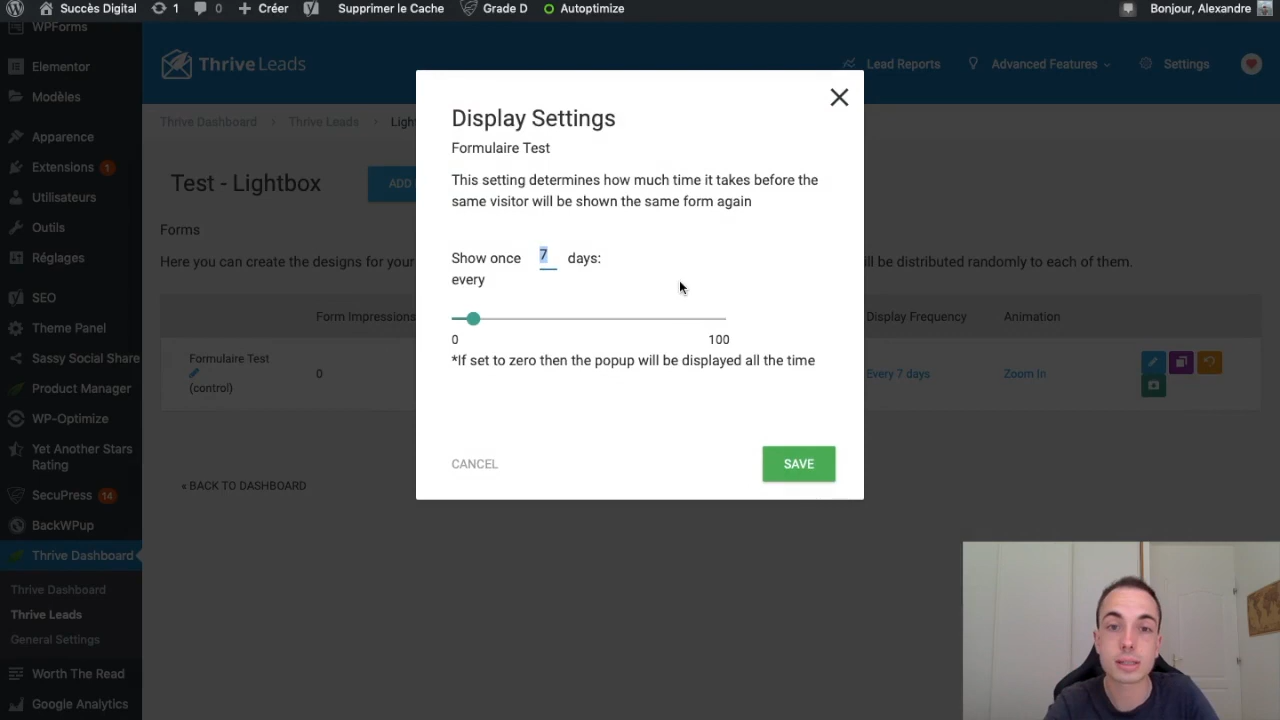 Succès Digital
1
0
Créer
Supprimer le Cache
Grade D
Autoptimize
Bonjour, Alexandre
WPForms
Elementor
Modèles
Apparence
Extensions 1
Utilisateurs
Outils
Réglages
SEO
Theme Panel
Sassy Social Share
Product Manager
WP-Optimize
Yet Another Stars
Rating
SecuPress 14
BackWPup
Thrive Dashboard
Thrive Dashboard
Thrive Leads
General Settings
Worth The Read
Google Analytics
Thrive Leads
Lead Reports
Advanced Features
Settings
Thrive Dashboard
Thrive Leads
Test - Lightbox
ADD
Forms
Here you can create the designs for your
ill be distributed randomly to each of them.
Form Impressions
Display Frequency
Animation
Formulaire Test
(control)
0
Every 7 days
Zoom In
« BACK TO DASHBOARD
Display Settings
Formulaire Test
This setting determines how much time it takes before the
same visitor will be shown the same form again
Show once 7 days:
every
0 100
*If set to zero then the popup will be displayed all the time
CANCEL
SAVE